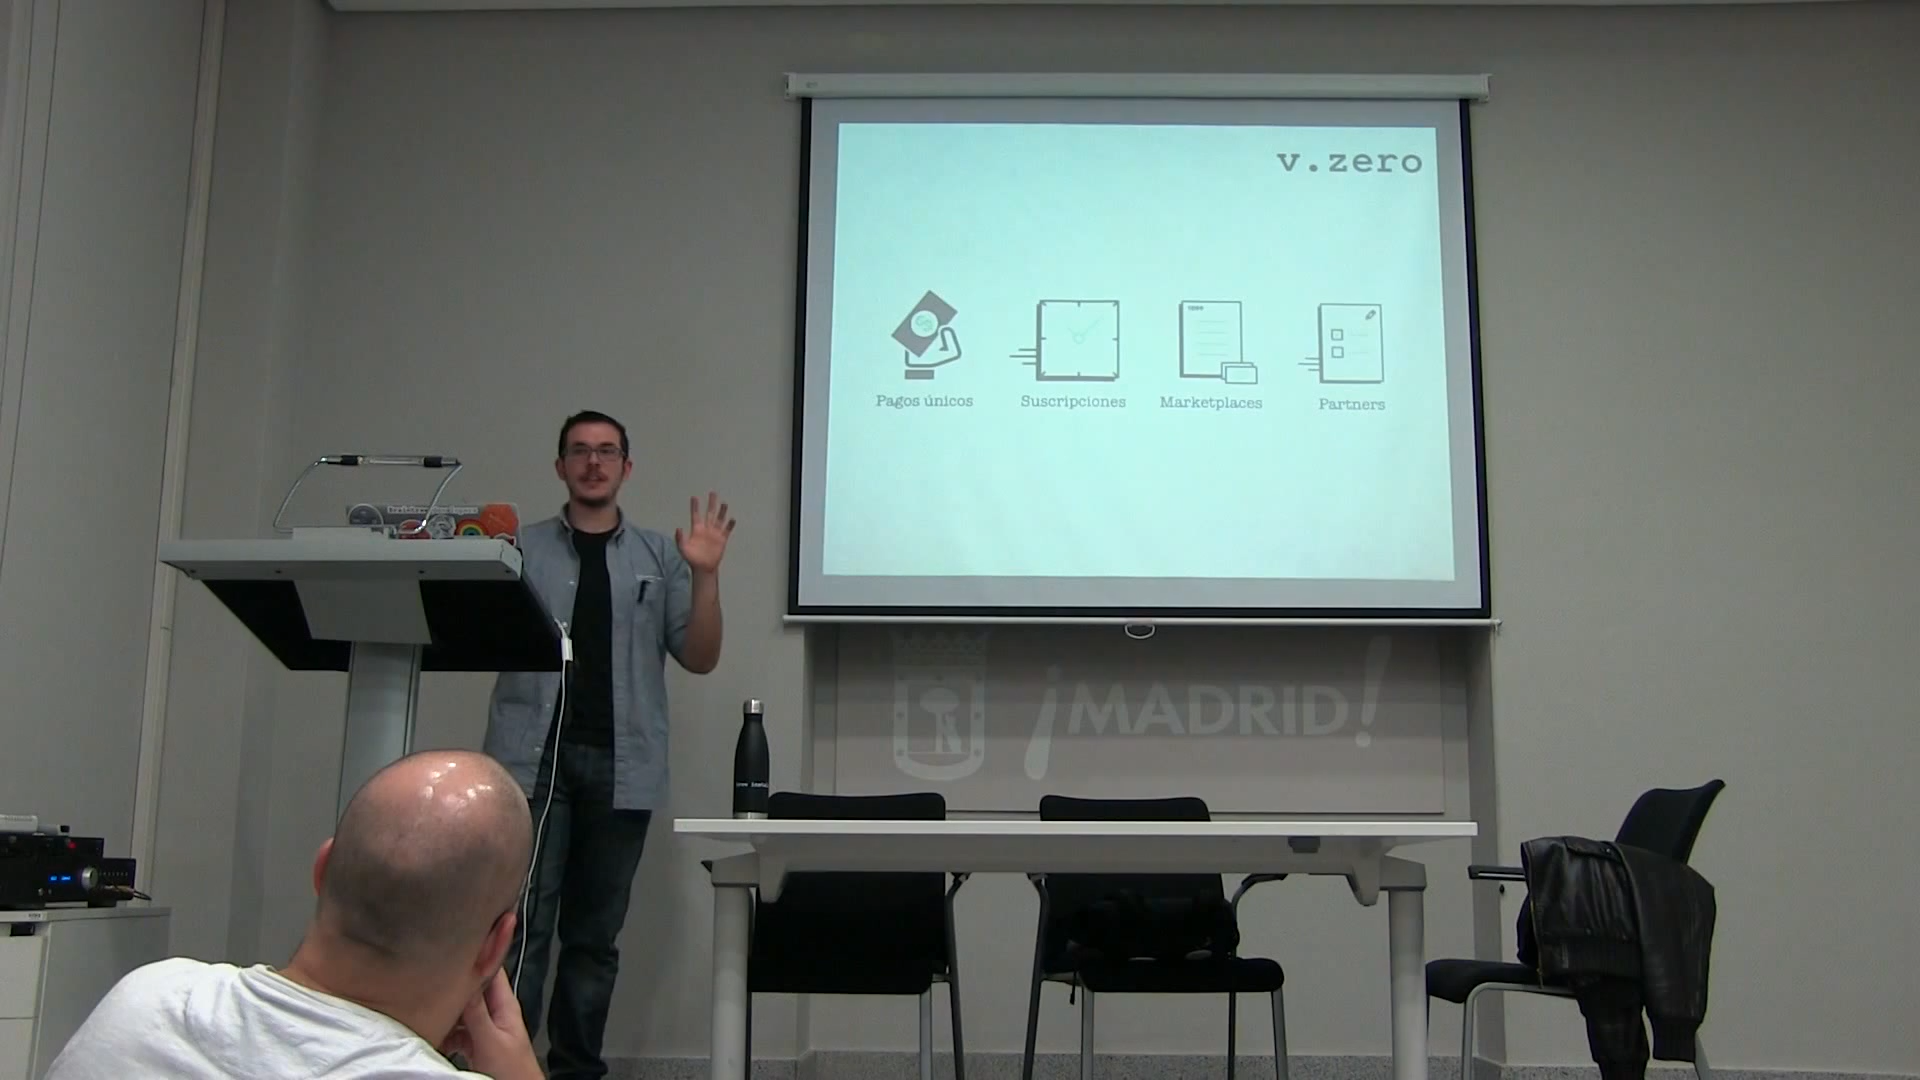 v.zero
Pagos únicos
Suscripciones
Marketplaces
Partners
¡MADRID!